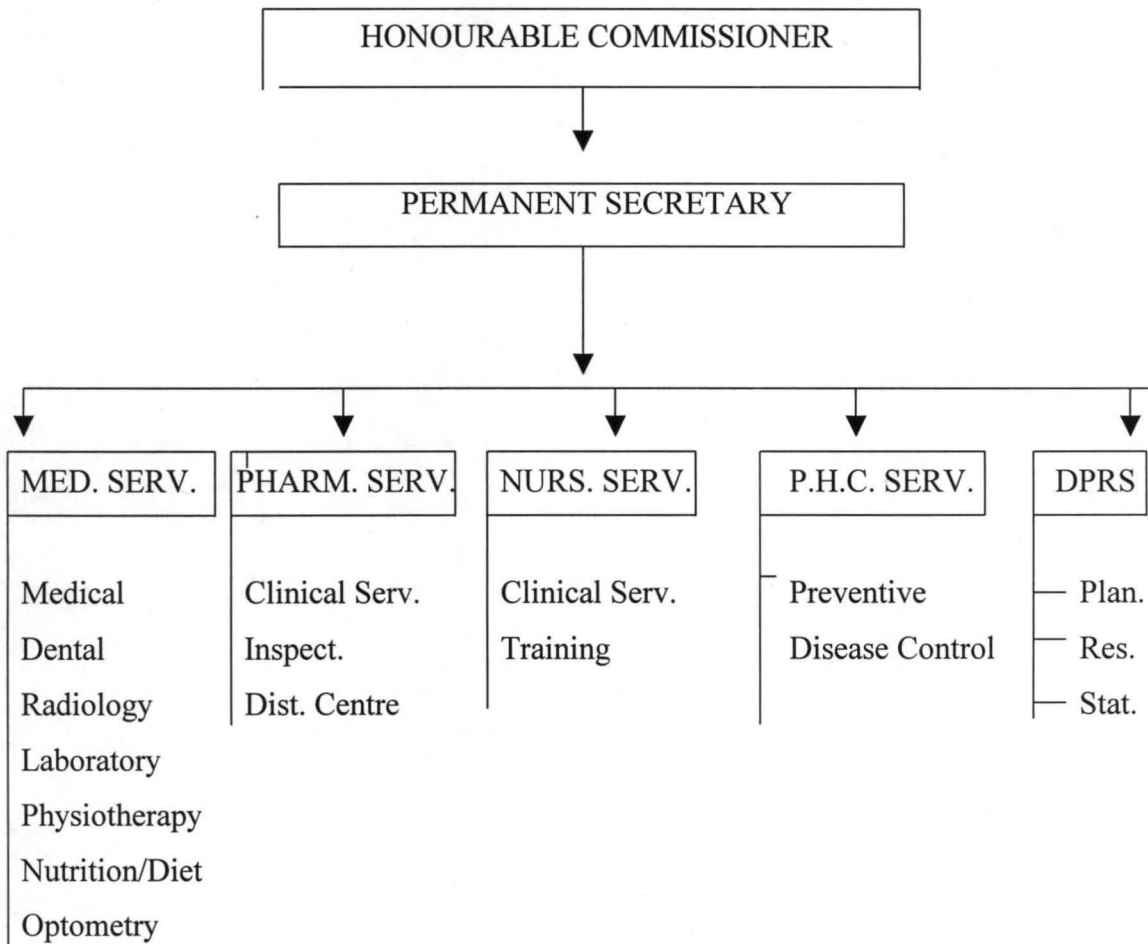 HONOURABLE COMMISSIONER
PERMANENT SECRETARY
MED. SERV.
PHARM. SERV.
NURS. SERV.
P.H.C. SERV.
DPRS
Medical
Dental
Radiology
Laboratory
Physiotherapy
Nutrition/Diet
Optometry
Clinical Serv.
Inspect.
Dist. Centre
Clinical Serv.
Training
Preventive
Disease Control
Plan.
Res.
Stat.